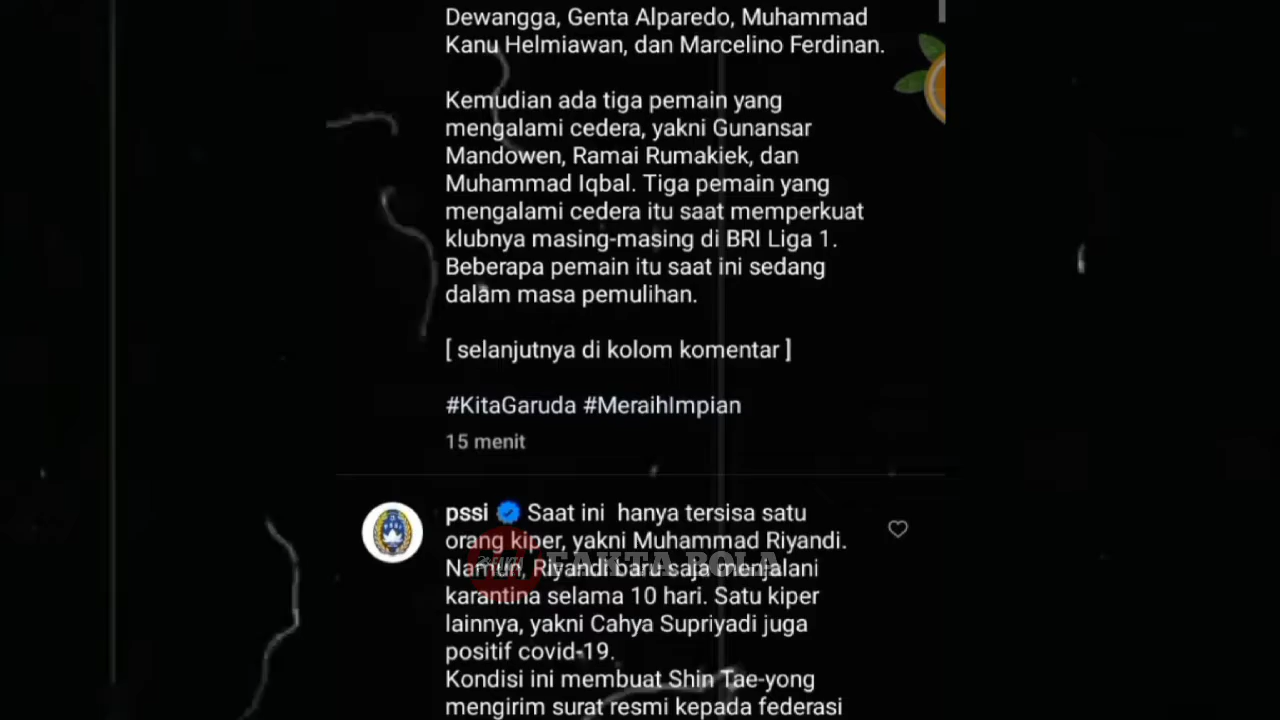 Dewangga, Genta Alparedo, Muhammad
Kanu Helmiawan, dan Marcelino Ferdinan.
Kemudian ada tiga pemain yang
mengalami cedera, yakni Gunansar
Mandowen, Ramai Rumakiek, dan
Muhammad Iqbal. Tiga pemain yang
mengalami cedera itu saat memperkuat
klubnya masing-masing di BRI Liga 1.
Beberapa pemain itu saat ini sedang
dalam masa pemulihan.
[ selanjutnya di kolom komentar ]
#KitaGaruda #MeraihImpian
15 menit
pssi Saat ini hanya tersisa satu
orang kiper, yakni Muhammad Riyandi.
FAKTA BOLA
Namun, Riyandi baru saja menjalani
karantina selama 10 hari. Satu kiper
lainnya, yakni Cahya Supriyadi juga
positif covid-19.
Kondisi ini membuat Shin Tae-yong
mengirim surat resmi kepada federasi